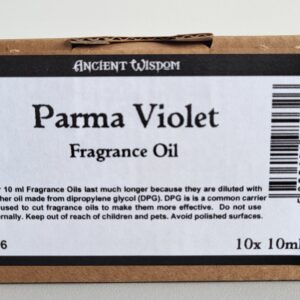 ANCIENT WISDOM
Parma Violet
Fragrance Oil
10 ml Fragrance Oils last much longer because they are diluted with
her oil made from dipropylene glycol (DPG). DPG is is a common carrier
used to cut fragrance oils to make them more effective. Do not use
ernally. Keep out of reach of children and pets. Avoid polished surfaces.
6
10x 10ml